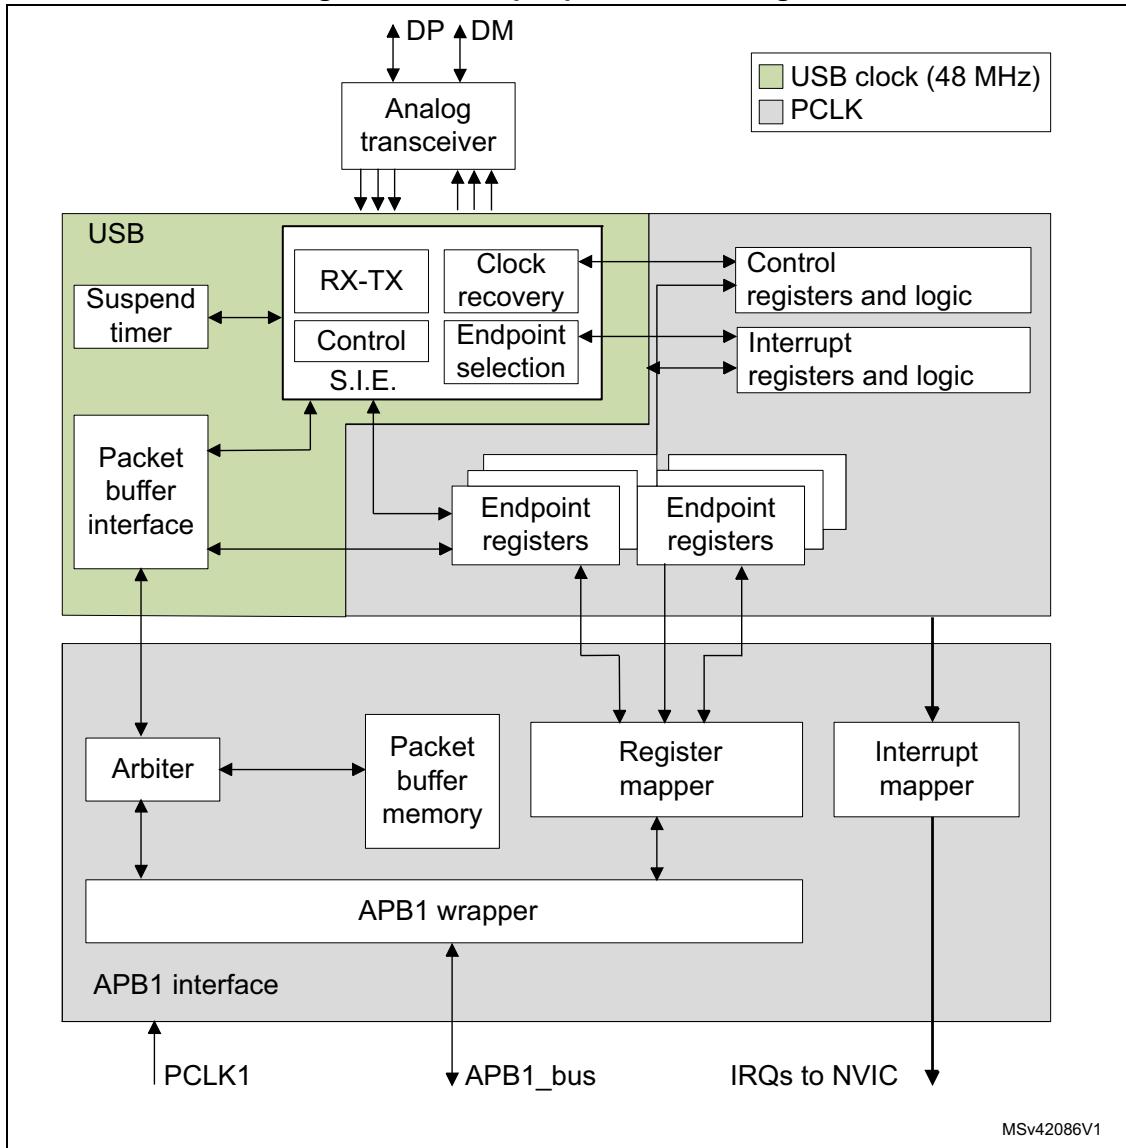 DP DM
USB clock (48 MHz)
PCLK
Analog
transceiver
USB
RX-TX
Clock
recovery
Control
registers and logic
Suspend
timer
Control
Endpoint
selection
S.I.E.
Interrupt
registers and logic
Packet
buffer
interface
Endpoint
registers
Endpoint
registers
Arbiter
Packet
buffer
memory
Register
mapper
Interrupt
mapper
APB1 wrapper
APB1 interface
PCLK1
APB1_bus
IRQs to NVIC
MSv42086V1